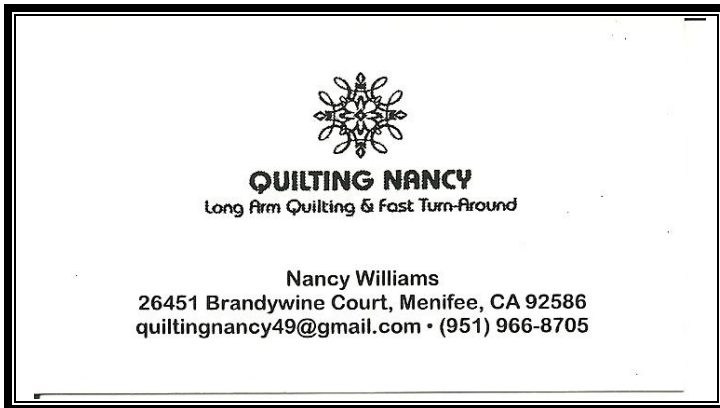 QUILTING NANCY
Long Arm Quilting & Fast Turn-Around
Nancy Williams
26451 Brandywine Court, Menifee, CA 92586
quiltingnancy49@gmail.com • (951) 966-8705